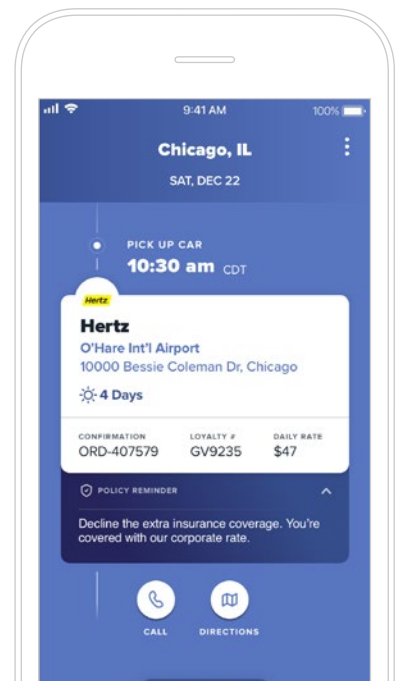 9:41 AM 100%
Chicago, IL
SAT, DEC 22
PICK UP CAR
10:30 am CDT
Hertz
Hertz
O'Hare Int'l Airport
10000 Bessie Coleman Dr, Chicago
4 Days
CONFIRMATION LOYALTY # DAILY RATE
ORD-407579 GV9235 $47
POLICY REMINDER
Decline the extra insurance coverage. You're
covered with our corporate rate.
CALL DIRECTIONS